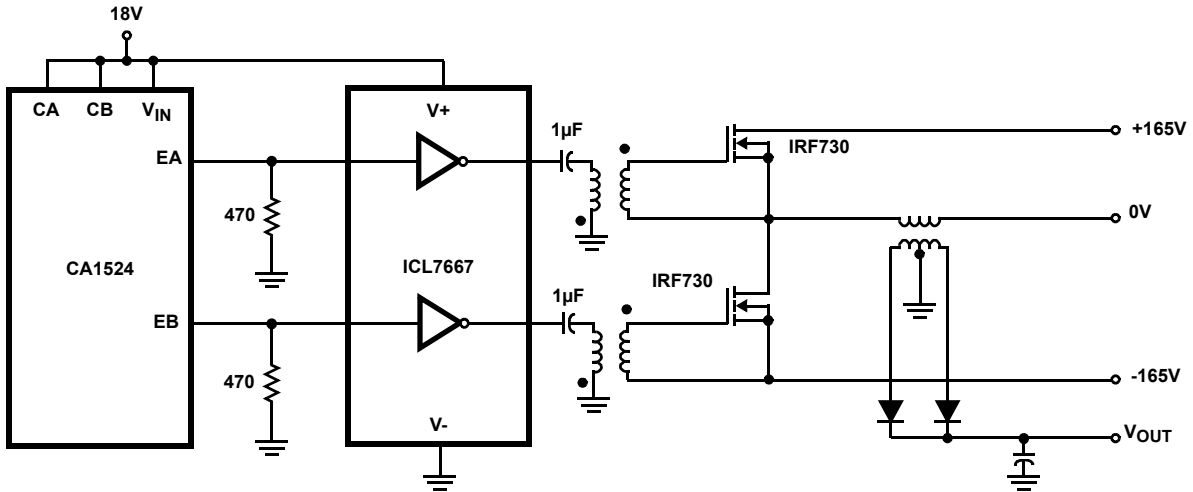 18V
CA CB VIN
V+
1µF
+165V
EA
IRF730
470
0V
CA1524
ICL7667
IRF730
1µF
EB
470
-165V
V-
VOUT